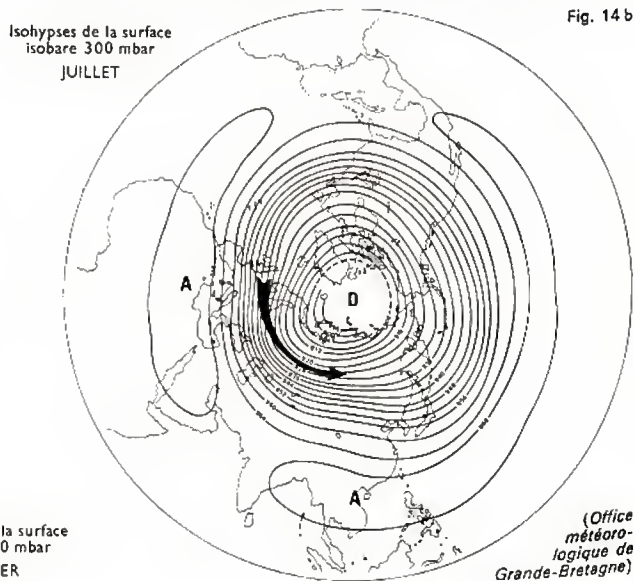 Isohypses de la surface
isobare 300 mbar
JUILLET
Fig. 14 b
A
D
A
la surface
0 mbar
ER
(Office
météoro-
logique de
Grande-Bretagne)